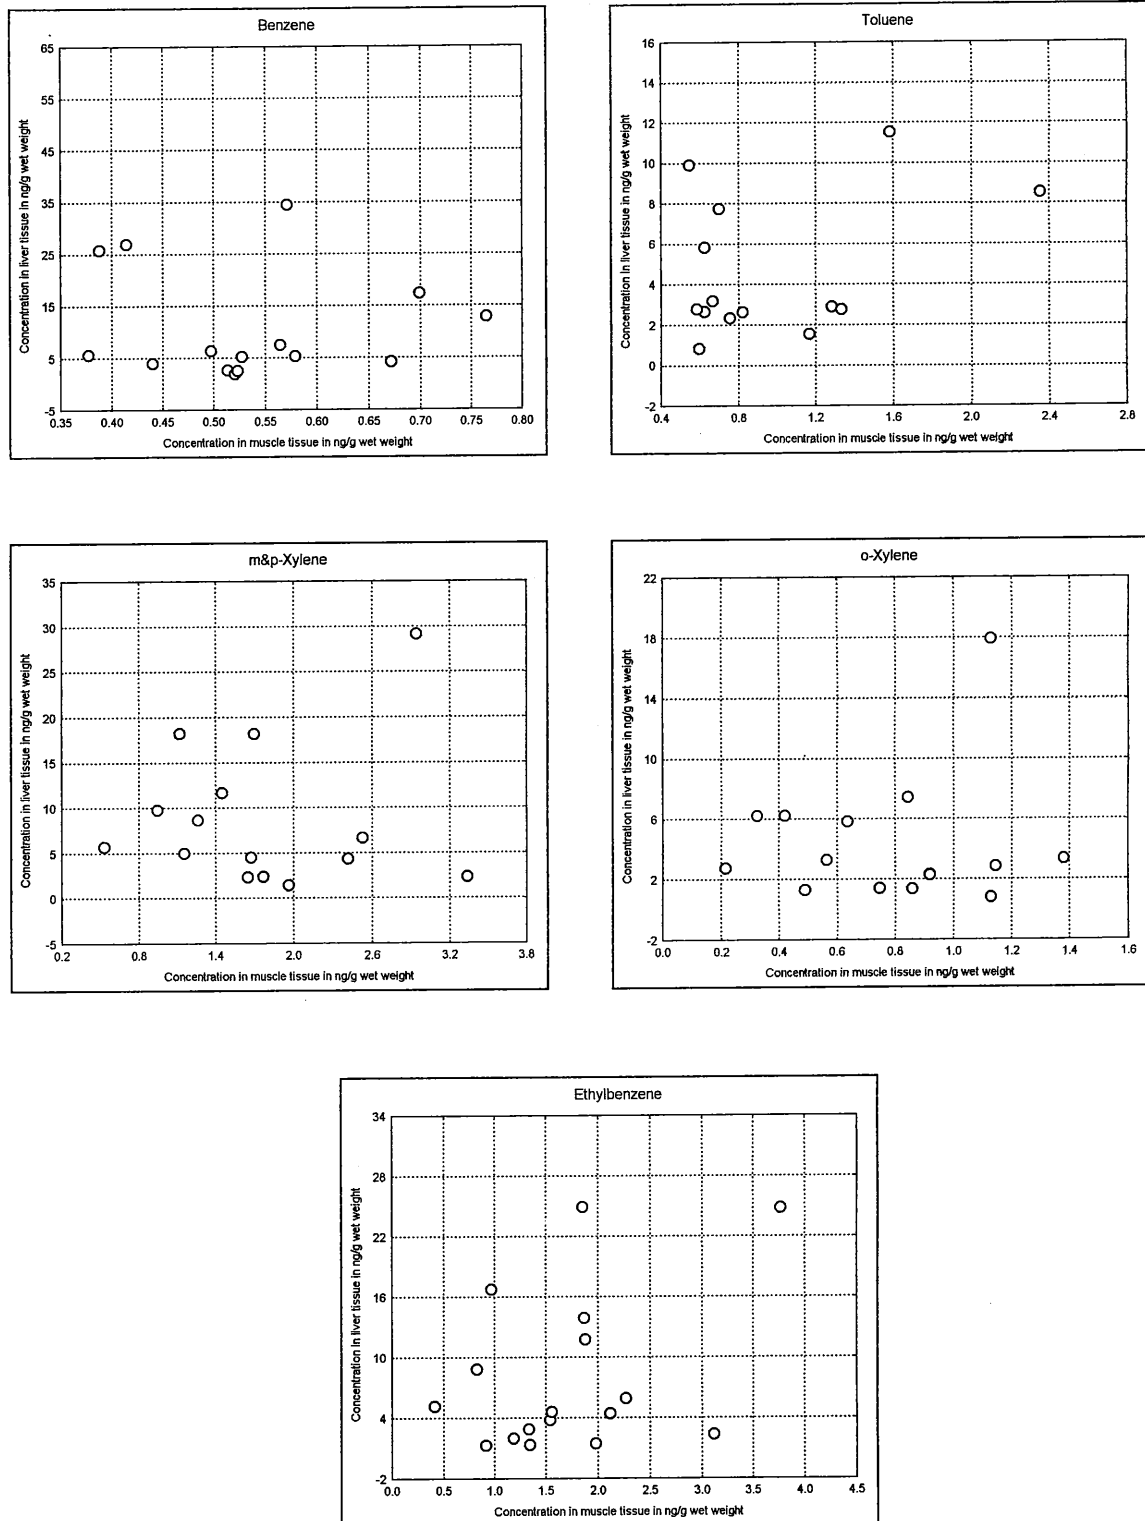 Benzene
65
55
45
35
25
15
5
-5
Concentration in liver tissue in ng/g wet weight
0.35 0.40 0.45 0.50 0.55 0.60 0.65 0.70 0.75 0.80
Concentration in muscle tissue in ng/g wet weight
Toluene
16
14
12
10
8
6
4
2
0
-2
Concentration in liver tissue in ng/g wet weight
0.4 0.8 1.2 1.6 2.0 2.4 2.8
Concentration in muscle tissue in ng/g wet weight
m&p-Xylene
35
30
25
20
15
10
5
0
-5
Concentration in liver tissue in ng/g wet weight
0.2 0.8 1.4 2.0 2.6 3.2 3.8
Concentration in muscle tissue in ng/g wet weight
o-Xylene
22
18
14
10
6
2
-2
Concentration in liver tissue in ng/g wet weight
0.0 0.2 0.4 0.6 0.8 1.0 1.2 1.4 1.6
Concentration in muscle tissue in ng/g wet weight
Ethylbenzene
34
28
22
16
10
4
-2
Concentration in liver tissue in ng/g wet weight
0.0 0.5 1.0 1.5 2.0 2.5 3.0 3.5 4.0 4.5
Concentration in muscle tissue in ng/g wet weight